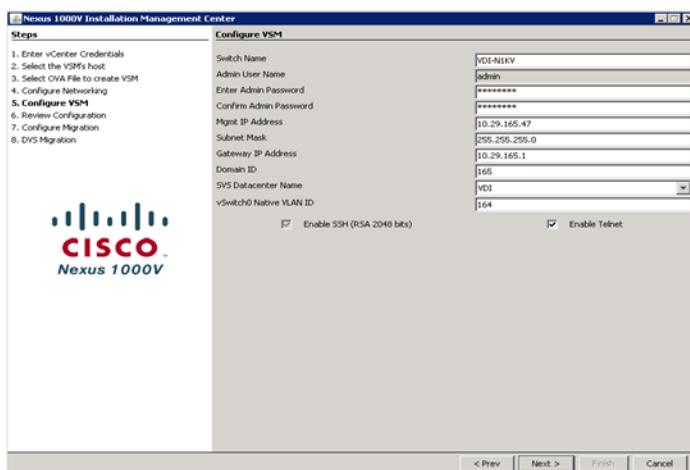 Nexus 1000V Installation Management Center
Steps
1. Enter vCenter Credentials
2. Select the VSM's host
3. Select OVA File to create VSM
4. Configure Networking
5. Configure VSM
6. Review Configuration
7. Configure Migration
8. DVS Migration
CISCO
Nexus 1000V
Configure VSM
Switch Name VDI-N1KV
Admin User Name admin
Enter Admin Password ********
Confirm Admin Password ********
Mgmt IP Address 10.29.165.47
Subnet Mask 255.255.255.0
Gateway IP Address 10.29.165.1
Domain ID 165
SVS Datacenter Name VDI
vSwitch0 Native VLAN ID 164
Enable SSH (RSA 2048 bits) Enable Telnet
< Prev Next > Finish Cancel